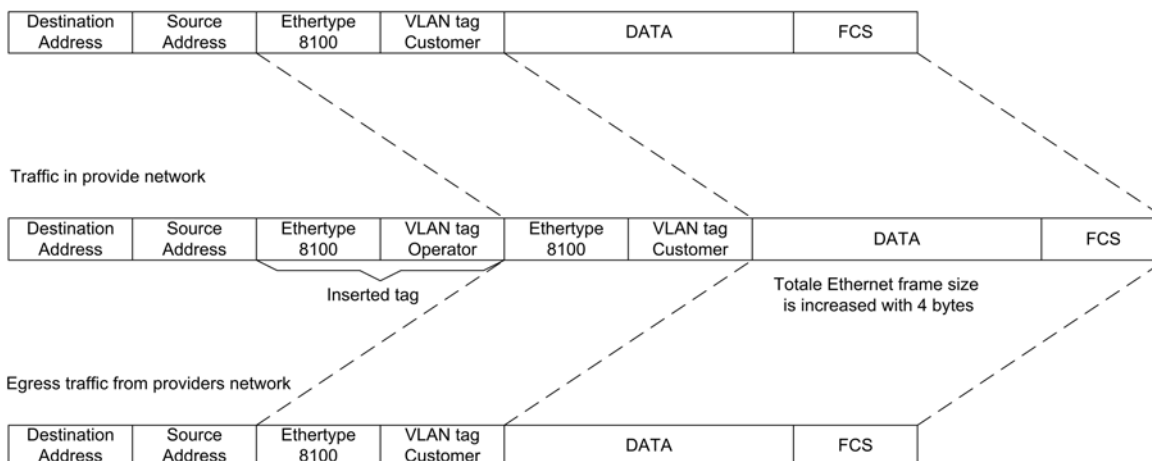 Destination Address Source Address Ethertype 8100 VLAN tag Customer DATA FCS
Traffic in provide network
Destination Address Source Address Ethertype 8100 VLAN tag Operator Ethertype 8100 VLAN tag Customer DATA FCS
Inserted tag
Totale Ethernet frame size
is increased with 4 bytes
Egress traffic from providers network
Destination Address Source Address Ethertype 8100 VLAN tag Customer DATA FCS